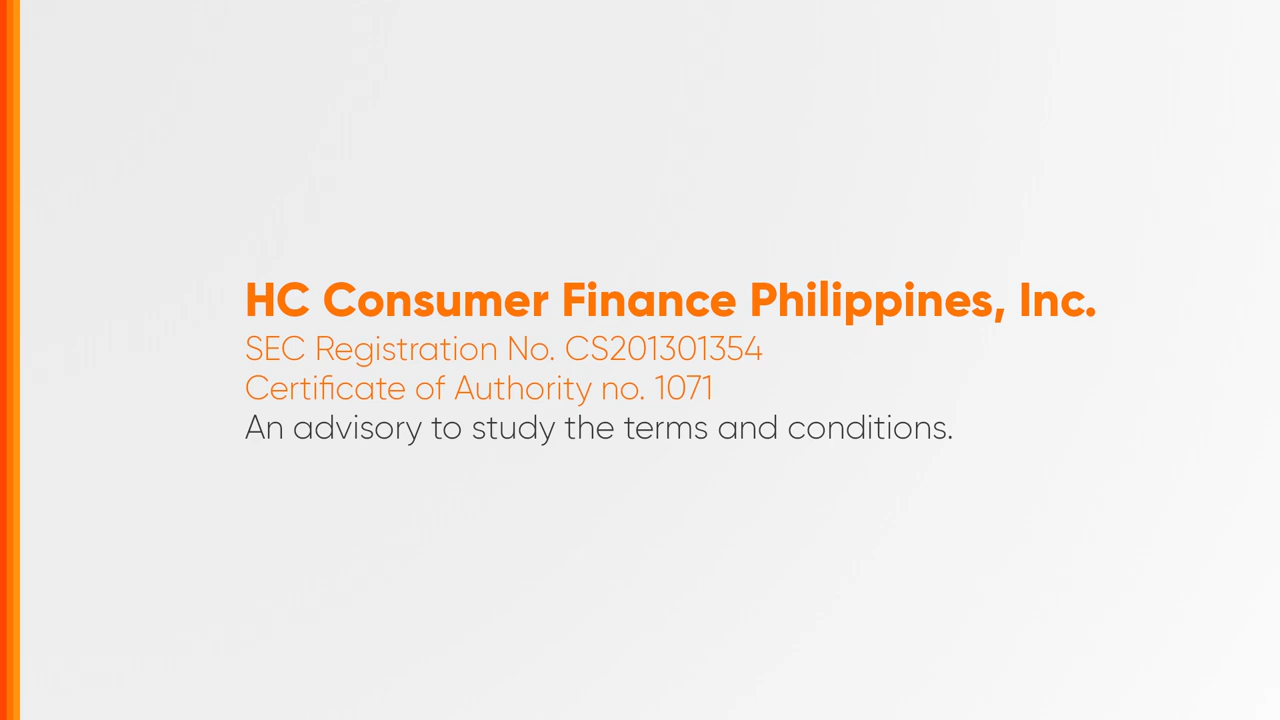 HC Consumer Finance Philippines, Inc.
SEC Registration No. CS201301354
Certificate of Authority no. 1071
An advisory to study the terms and conditions.